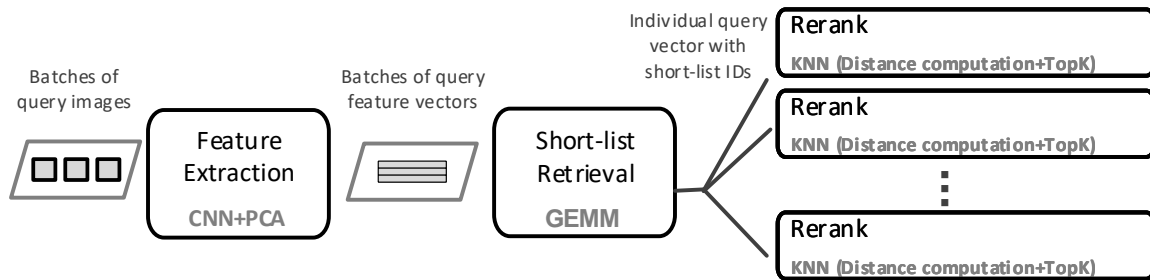 Batches of
query images
Feature
Extraction
CNN+PCA
Batches of query
feature vectors
Short-list
Retrieval
GEMM
Individual query
vector with
short-list IDs
Rerank
KNN (Distance computation+TopK)
Rerank
KNN (Distance computation+TopK)
Rerank
KNN (Distance computation+TopK)